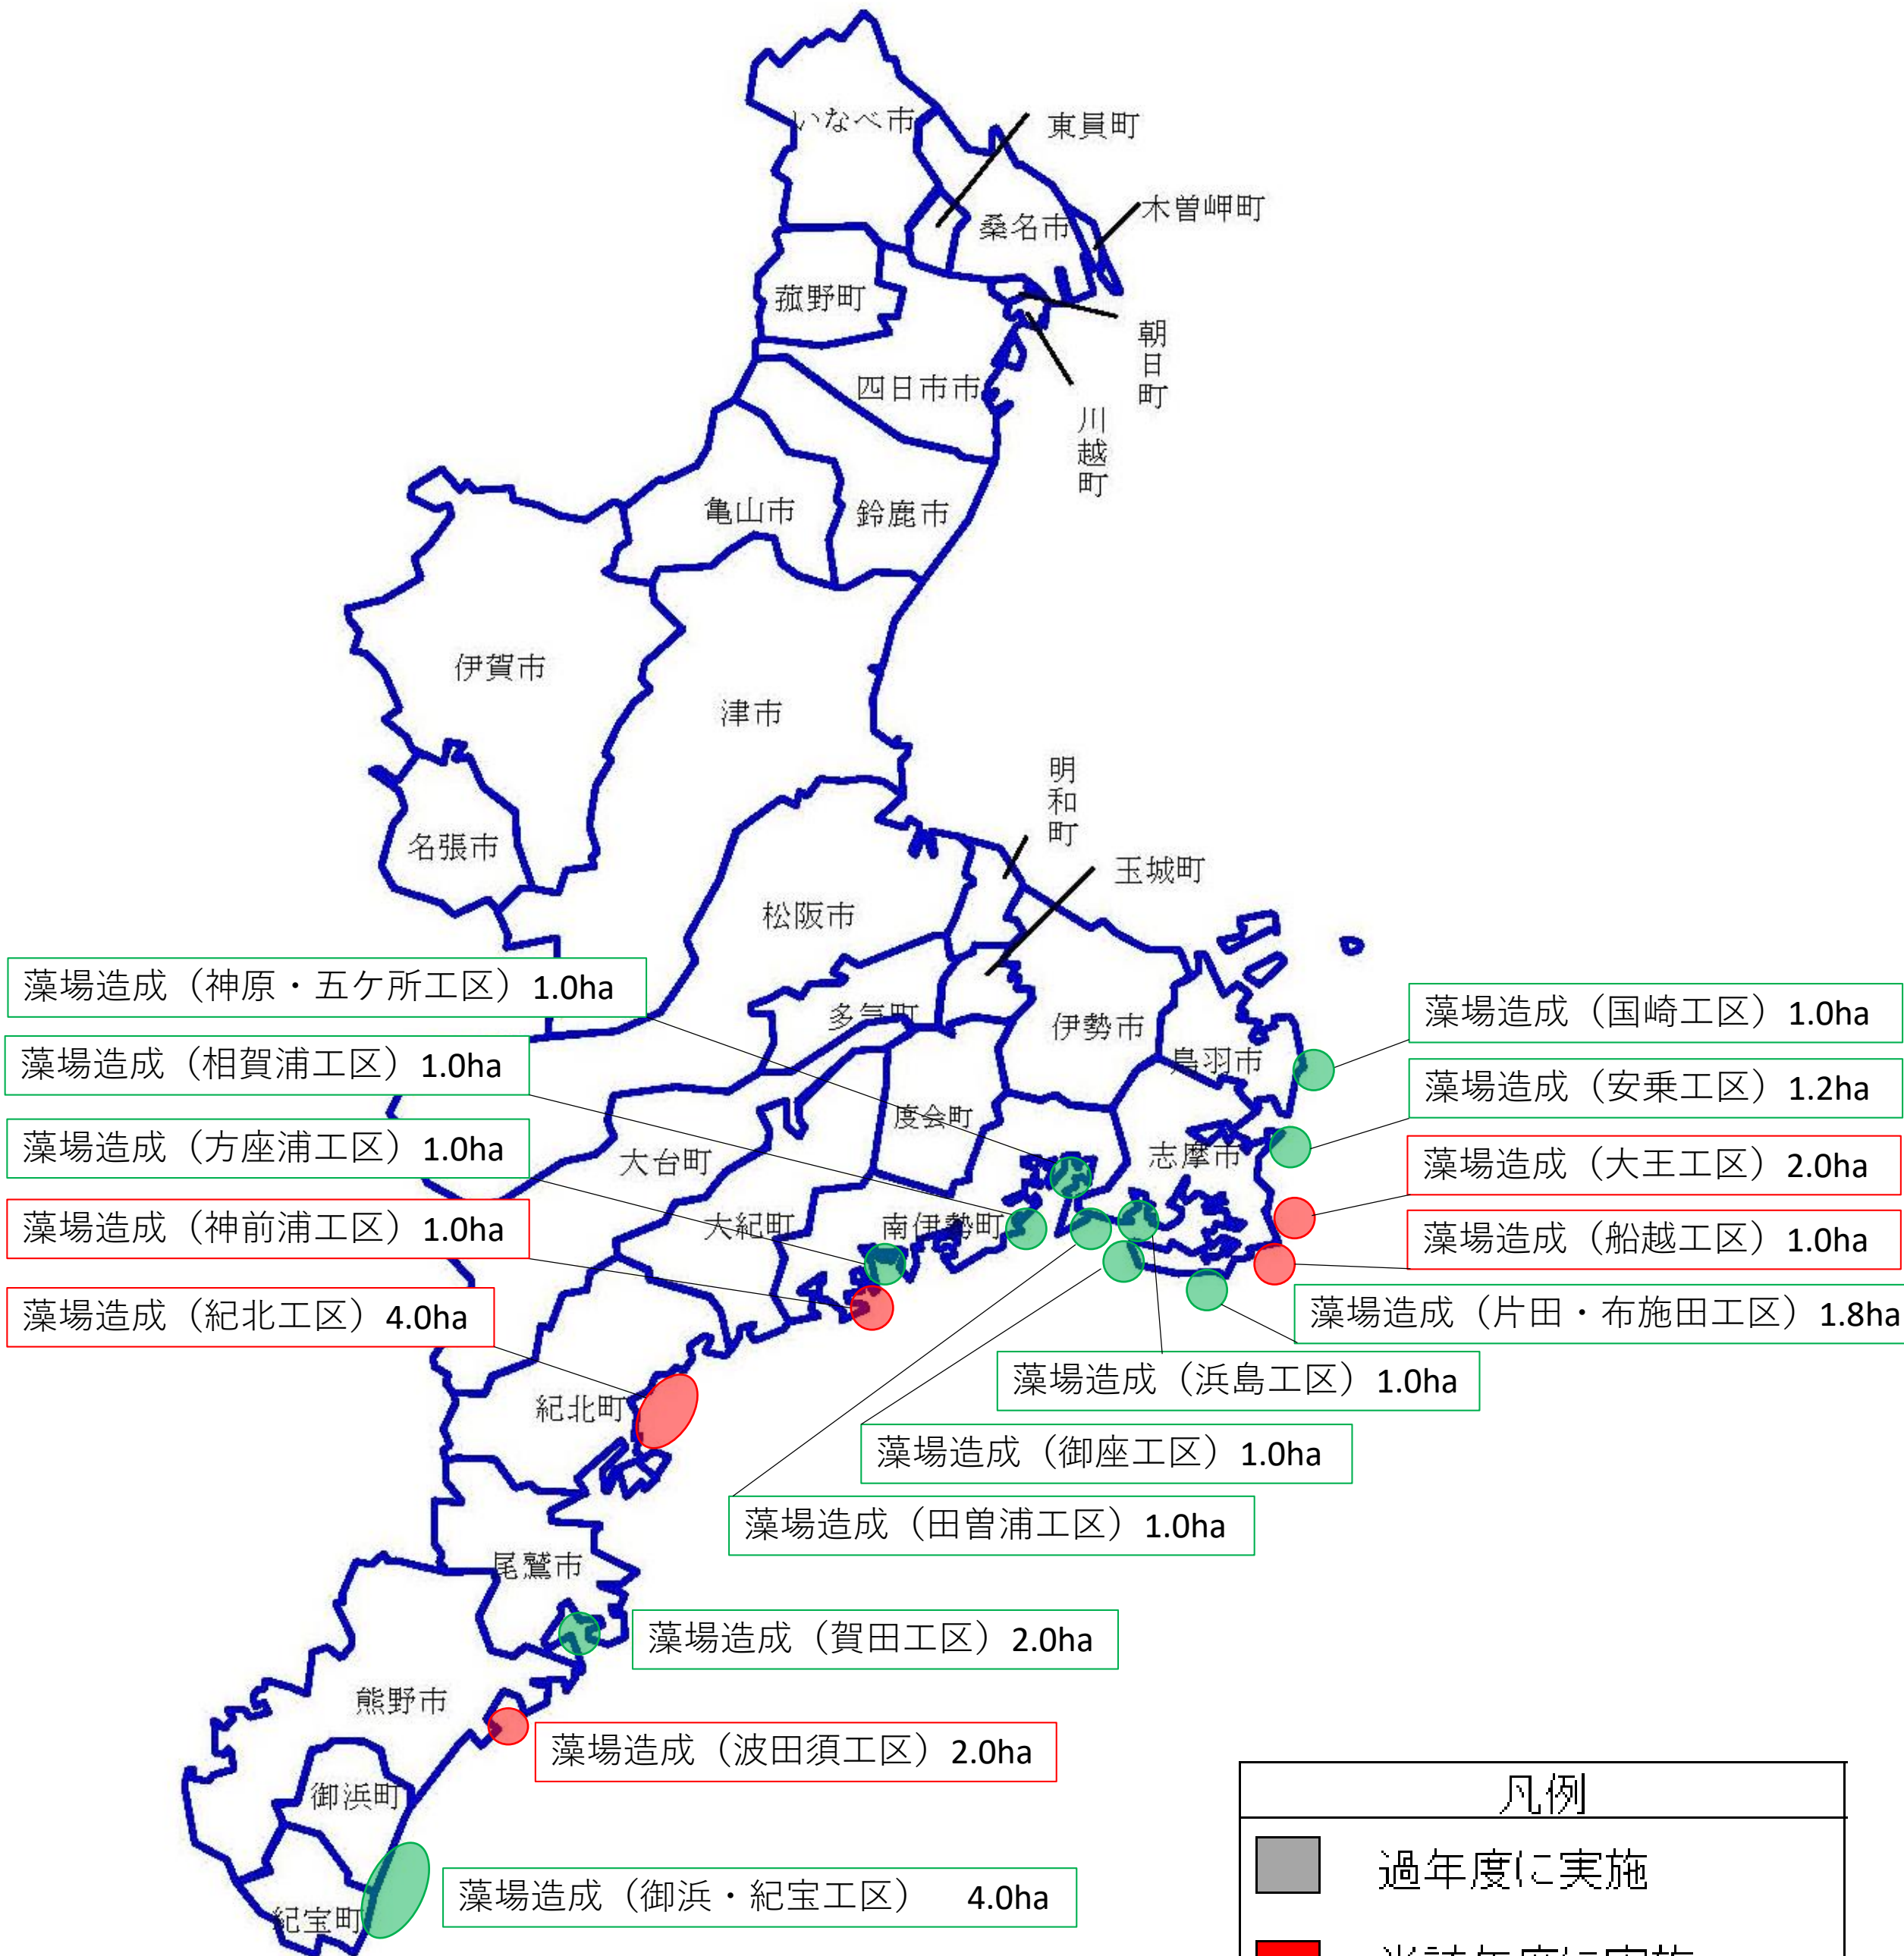 いなべ市
東員町
木曽岬町
桑名市
菰野町
朝日町
四日市市
川越町
亀山市
鈴鹿市
伊賀市
津市
明和町
名張市
玉城町
松阪市
藻場造成（神原・五ケ所工区）1.0ha
多気町
伊勢市
藻場造成（国崎工区）1.0ha
藻場造成（相賀浦工区）1.0ha
鳥羽市
藻場造成（安乗工区）1.2ha
度会町
藻場造成（方座浦工区）1.0ha
大台町
志摩市
藻場造成（大王工区）2.0ha
藻場造成（神前浦工区）1.0ha
大紀町
南伊勢町
藻場造成（船越工区）1.0ha
藻場造成（紀北工区）4.0ha
藻場造成（片田・布施田工区）1.8ha
藻場造成（浜島工区）1.0ha
紀北町
藻場造成（御座工区）1.0ha
藻場造成（田曽浦工区）1.0ha
尾鷲市
藻場造成（賀田工区）2.0ha
熊野市
藻場造成（波田須工区）2.0ha
御浜町
凡例
過年度に実施
藻場造成（御浜・紀宝工区） 4.0ha
紀宝町
当該年度に実施